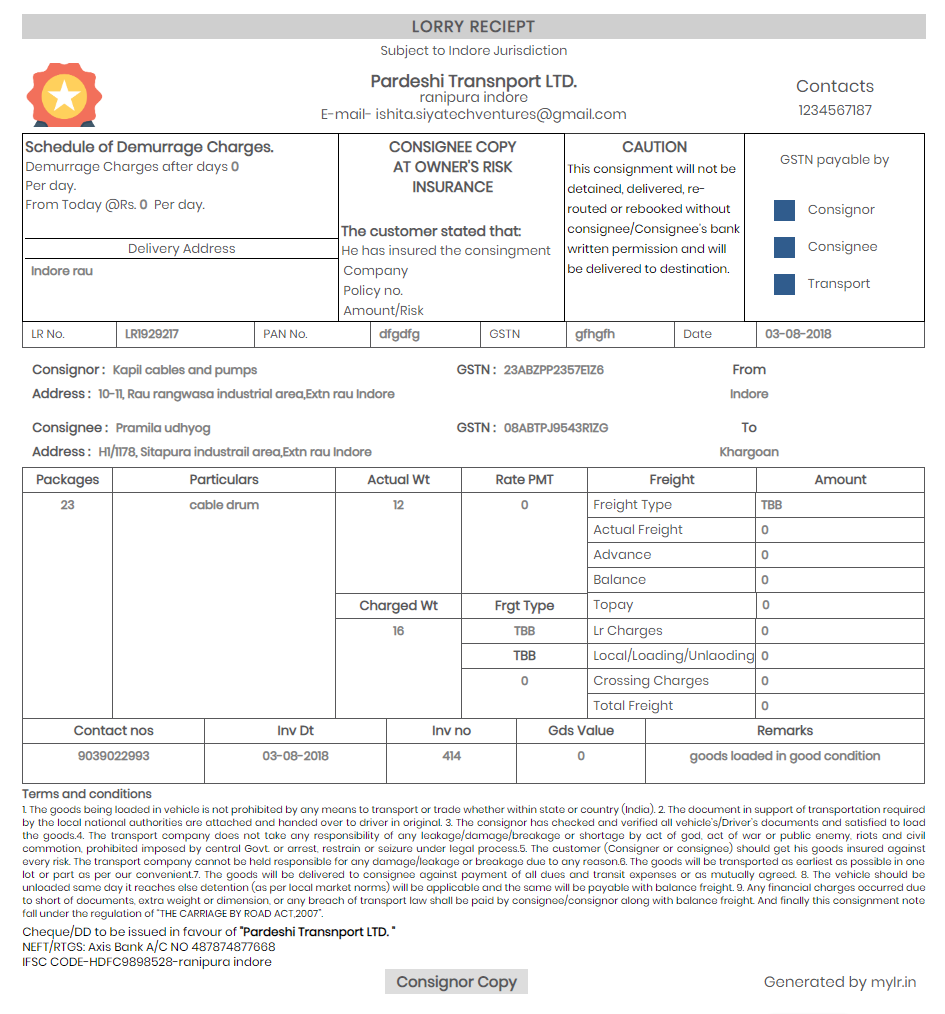 LORRY RECIEPT
Subject to Indore Jurisdiction
Pardeshi Transnport LTD.
ranipura indore
E-mail- ishita.siyatechventures@gmail.com
Contacts
1234567187
Schedule of Demurrage Charges.
Demurrage Charges after days 0
Per day.
From Today @Rs. 0 Per day.
Delivery Address
Indore rau
CONSIGNEE COPY
AT OWNER'S RISK
INSURANCE
The customer stated that:
He has insured the consingment
Company
Policy no.
Amount/Risk
CAUTION
This consignment will not be
detained, delivered, re-
routed or rebooked without
consignee/Consignee's bank
written permission and will
be delivered to destination.
GSTN payable by
Consignor
Consignee
Transport
LR No. LR1929217 PAN No. dfgdfg GSTN gfhgfh Date 03-08-2018
Consignor : Kapil cables and pumps GSTN : 23ABZPP2357E1Z6 From
Address : 10-11, Rau rangwasa industrial area,Extn rau Indore Indore
Consignee : Pramila udhyog GSTN : 08ABTPJ9543R1ZG To
Address : H1/1178, Sitapura industrail area,Extn rau Indore Khargoan
Packages Particulars Actual Wt Rate PMT Freight Amount
23 cable drum 12 0 Freight Type TBB
Actual Freight 0
Advance 0
Balance 0
Charged Wt Frgt Type Topay 0
16 TBB Lr Charges 0
TBB Local/Loading/Unlaoding 0
0 Crossing Charges 0
Total Freight 0
Contact nos Inv Dt Inv no Gds Value Remarks
9039022993 03-08-2018 414 0 goods loaded in good condition
Terms and conditions
1. The goods being loaded in vehicle is not prohibited by any means to transport or trade whether within state or country (India). 2. The document in support of transportation required
by the local national authorities are attached and handed over to driver in original. 3. The consignor has checked and verified all vehicle's/Driver's documents and satisfied to load
the goods.4. The transport company does not take any responsibility of any leakage/damage/breakage or shortage by act of god, act of war or public enemy, riots and civil
commotion, prohibited imposed by central Govt. or arrest, restrain or seizure under legal process.5. The customer (Consigner or consignee) should get his goods insured against
every risk. The transport company cannot be held responsible for any damage/leakage or breakage due to any reason.6. The goods will be transported as earliest as possible in one
lot or part as per our convenient.7. The goods will be delivered to consignee against payment of all dues and transit expenses or as mutually agreed. 8. The vehicle should be
unloaded same day it reaches else detention (as per local market norms) will be applicable and the same will be payable with balance freight. 9. Any financial charges occurred due
to short of documents, extra weight or dimension, or any breach of transport law shall be paid by consignee/consignor along with balance freight. And finally this consignment note
fall under the regulation of "THE CARRIAGE BY ROAD ACT,2007".
Cheque/DD to be issued in favour of "Pardeshi Transnport LTD. "
NEFT/RTGS: Axis Bank A/C NO 487874877668
IFSC CODE-HDFC9898528-ranipura indore
Consignor Copy
Generated by mylr.in